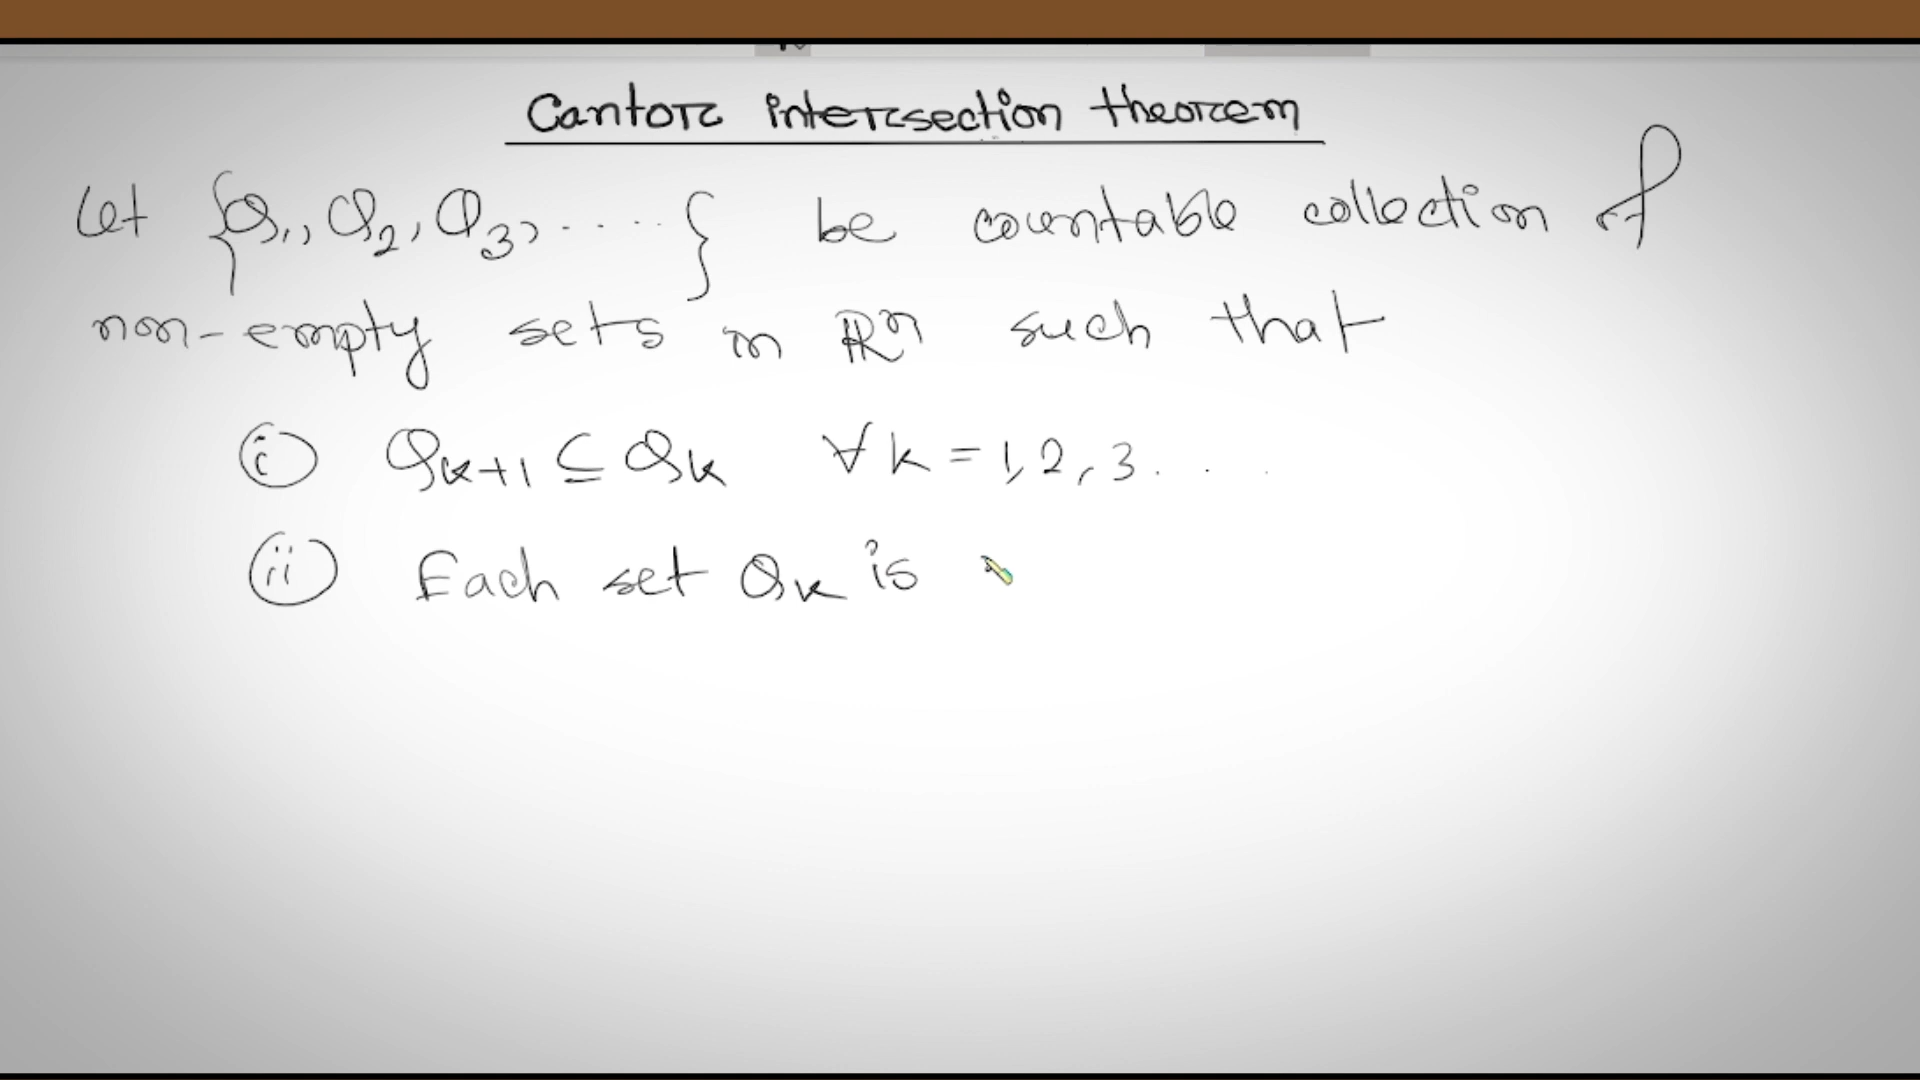 Cantor intersection theorem
Let {Q₁, Q₂, Q₃, ......} be countable collection of
non-empty sets in ℝⁿ such that
(i) Qₖ₊₁ ⊆ Qₖ ∀k = 1, 2, 3 . . .
(ii) Each set Qₖ is